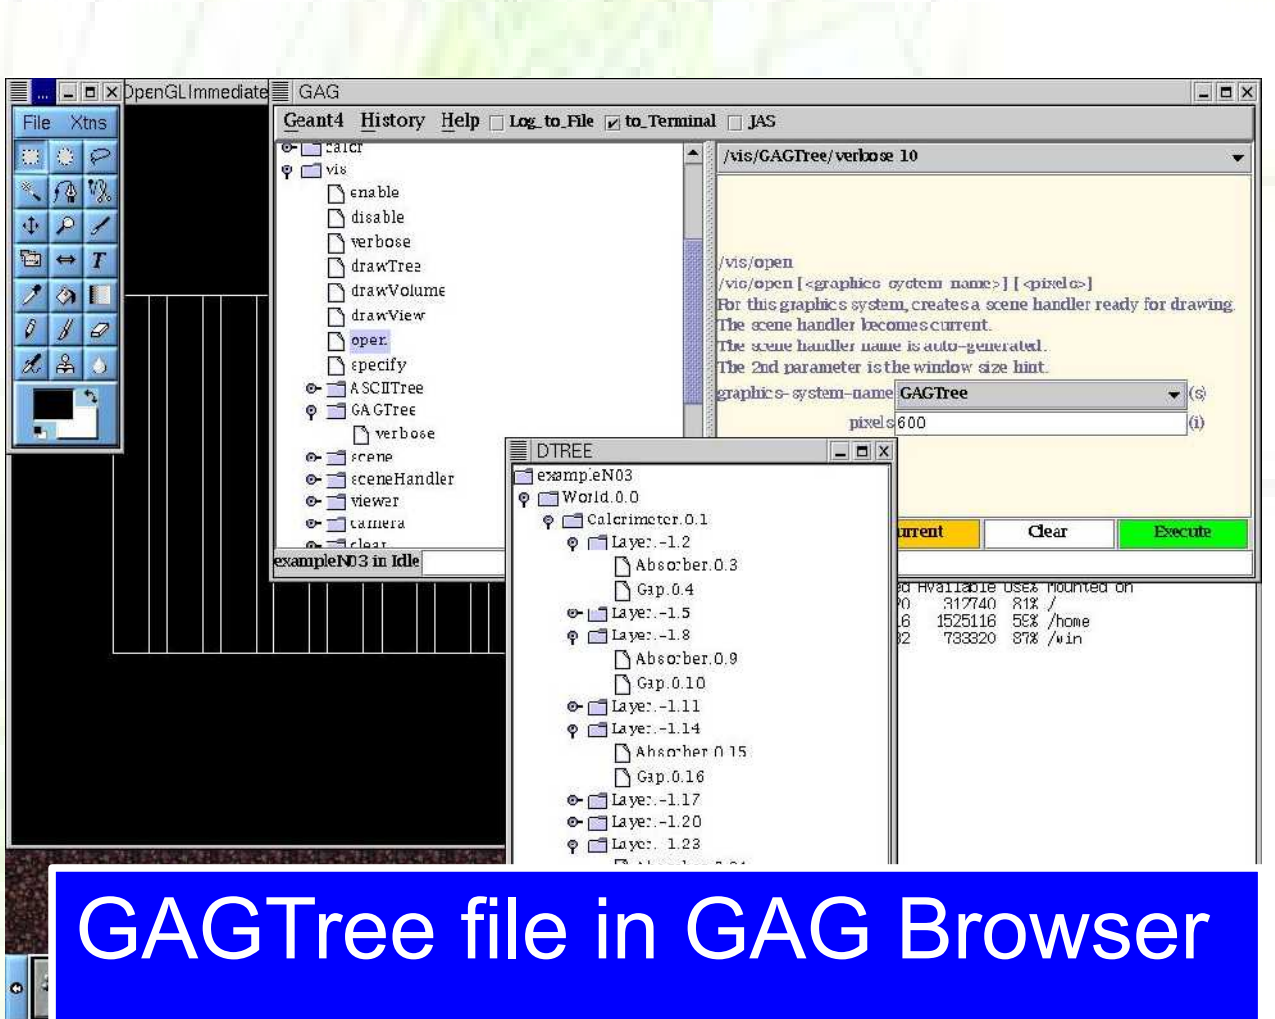 OpenGLImmediate
GAG
File Xtns
Geant4 History Help Log_to_File to_Terminal JAS
vis
enable
disable
verbose
drawTree
drawVolume
drawView
open
specify
ASCIITree
GAGTree
verbose
scene
sceneHandler
viewer
camera
clear
exampleN03 in Idle
/vis/GAGTree/verbose 10
/vis/open
/vis/open [<graphics system name>] [<pixels>]
For this graphics system, creates a scene handler ready for drawing.
The scene handler becomes current.
The scene handler name is auto-generated.
The 2nd parameter is the window size hint.
graphics-system-name GAGTree (s)
pixels 600 (i)
Clear Execute
DTREE
exampleN03
World.0.0
Calorimeter.0.1
Layer.-1.2
Absorber.0.3
Gap.0.4
Layer.-1.5
Layer.-1.8
Absorber.0.9
Gap.0.10
Layer.-1.11
Layer.-1.14
Absorber.0.15
Gap.0.16
Layer.-1.17
Layer.-1.20
Layer.-1.23
Available Use% Mounted on
312740 81% /
1525116 59% /home
733320 87% /win
GAGTree file in GAG Browser